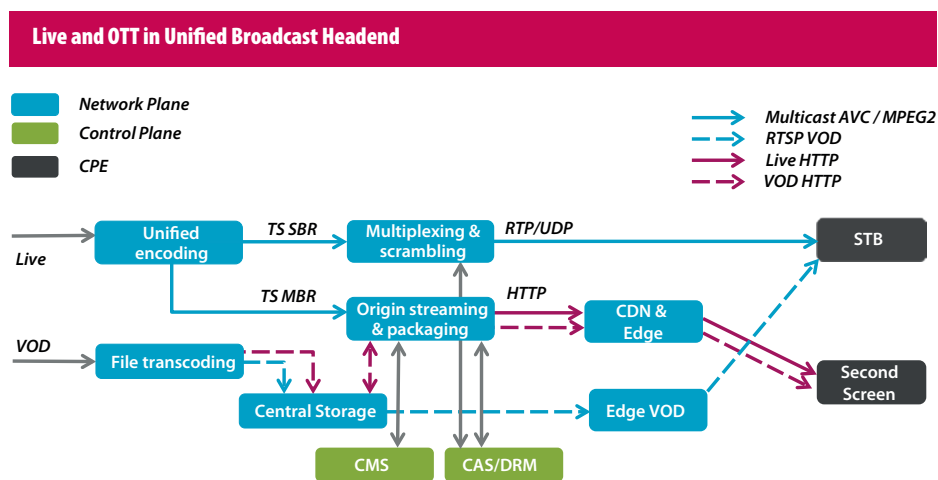 Live and OTT in Unified Broadcast Headend
Network Plane
Control Plane
CPE
Multicast AVC / MPEG2
RTSP VOD
Live HTTP
VOD HTTP
Live
Unified
encoding
TS SBR
Multiplexing &
scrambling
RTP/UDP
STB
TS MBR
Origin streaming
& packaging
HTTP
CDN &
Edge
VOD
File transcoding
Second
Screen
Central Storage
Edge VOD
CMS
CAS/DRM